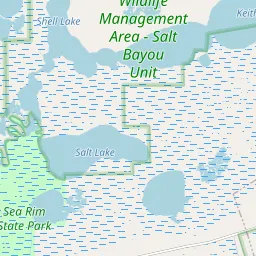 Shell Lake
Wildlife
Management
Area - Salt
Bayou
Unit
Keith
Salt Lake
Sea Rim
State Park